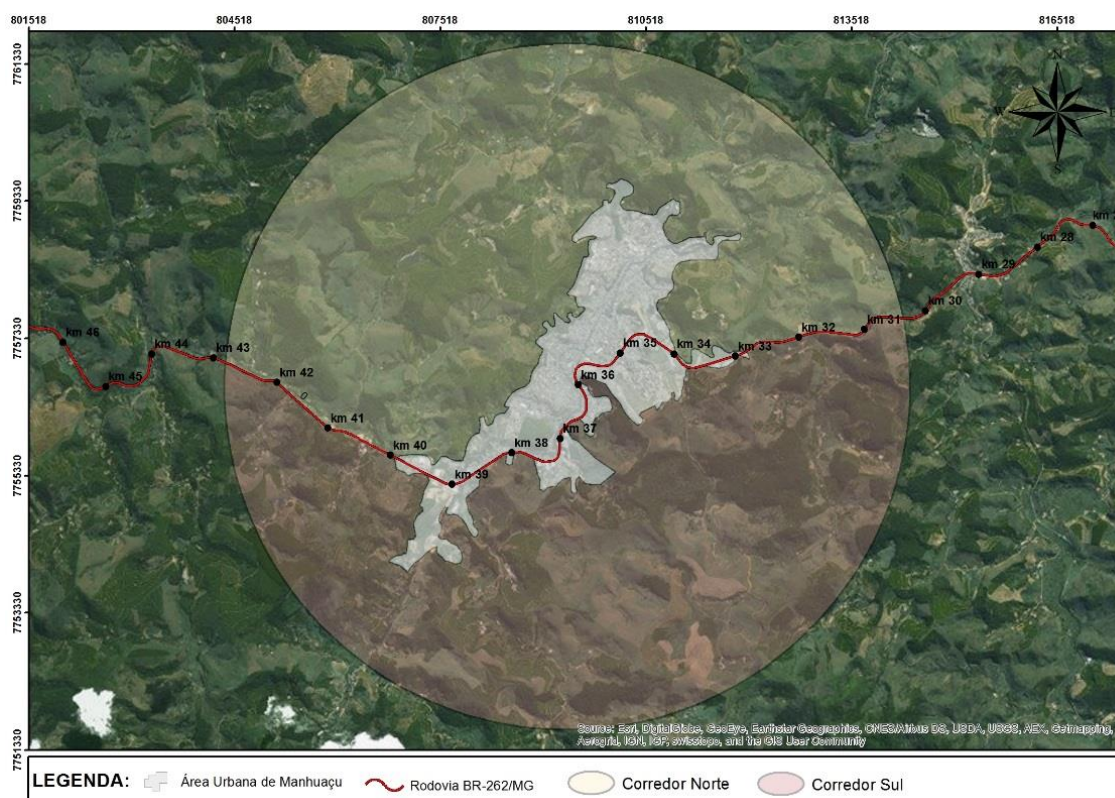 801518 804518 807518 810518 813518 816518
7761330
7759330
7757330
7755330
7753330
7751330
N
W
S
km 28
km 29
km 30
km 31
km 32
km 33
km 34
km 35
km 36
km 37
km 38
km 39
km 40
km 41
km 42
km 43
km 44
km 45
km 46
Source: Esri, DigitalGlobe, GeoEye, Earthstar Geographics, CNES/Airbus DS, USDA, USGS, AEX, Getmapping,
Aerogrid, IGN, IGP, swisstopo, and the GIS User Community
LEGENDA: Área Urbana de Manhuaçu Rodovia BR-262/MG Corredor Norte Corredor Sul